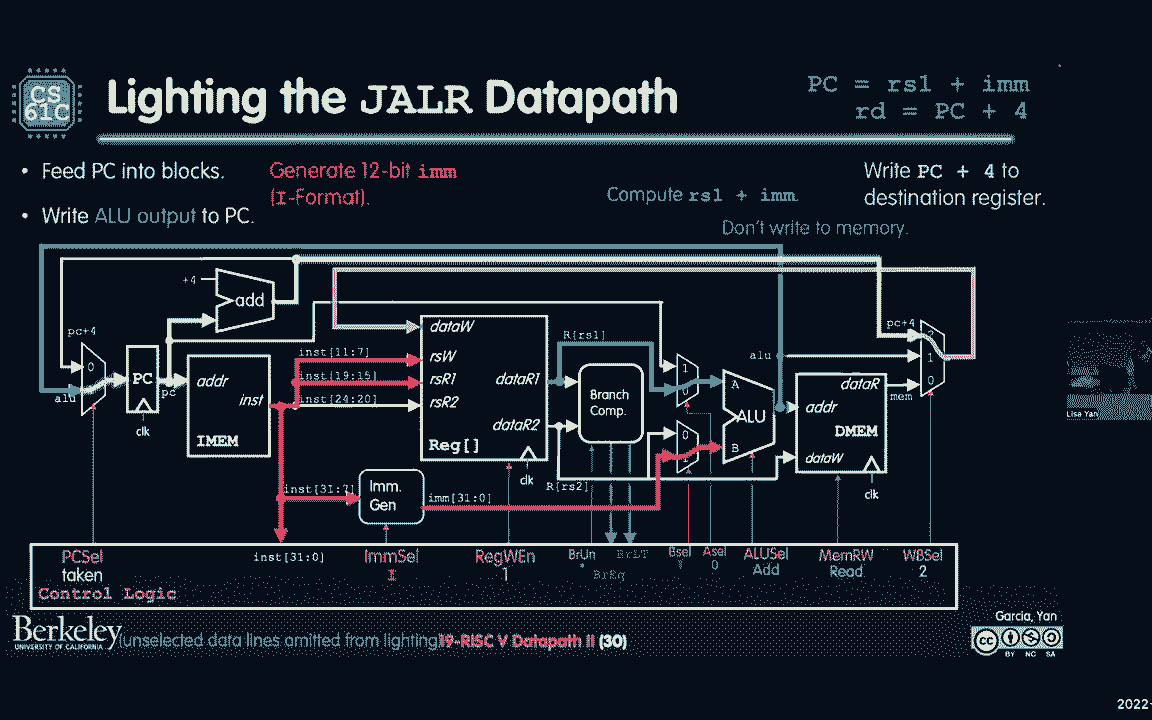 CS
61C
Lighting the JALR Datapath
PC = rs1 + imm
rd = PC + 4
• Feed PC into blocks.
• Write ALU output to PC.
Generate 12-bit imm
(I-Format).
Compute rs1 + imm
Don't write to memory.
Write PC + 4 to
destination register.
+4
add
pc+4
0
alu
PC
pc
clk
addr
inst
IMEM
inst[11:7]
inst[19:15]
inst[24:20]
inst[31:7]
dataW
rsW
rsR1
rsR2
dataR1
dataR2
Reg[]
clk
R[rs1]
R[rs2]
Branch
Comp.
Imm.
Gen
imm[31:0]
1
0
0
1
A
ALU
B
alu
addr
dataR
DMEM
dataW
clk
pc+4
mem
2
1
0
PCSel
taken
Control Logic
inst[31:0]
ImmSel
I
RegWEn
1
BrUn
*
BrEq
BrLT
Bsel
1
Asel
0
ALUSel
Add
MemRW
Read
WBSel
2
Berkeley
UNIVERSITY OF CALIFORNIA
(unselected data lines omitted from lighting)
19-RISC V Datapath II (30)
Garcia, Yan
cc
BY NC SA
Lisa Yan
2022-